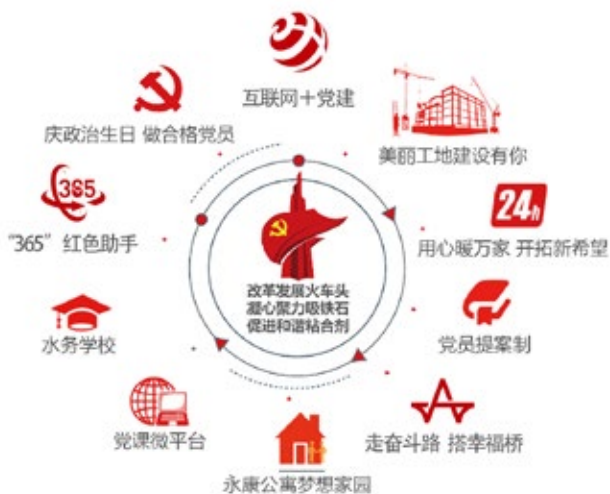 互联网+党建
庆政治生日 做合格党员
美丽工地建设有你
365
"365" 红色助手
24h
用心暖万家 开拓新希望
改革发展火车头
凝心聚力吸铁石
促进和谐粘合剂
水务学校
党员提案制
党课微平台
走奋斗路 搭幸福桥
永康公寓梦想家园